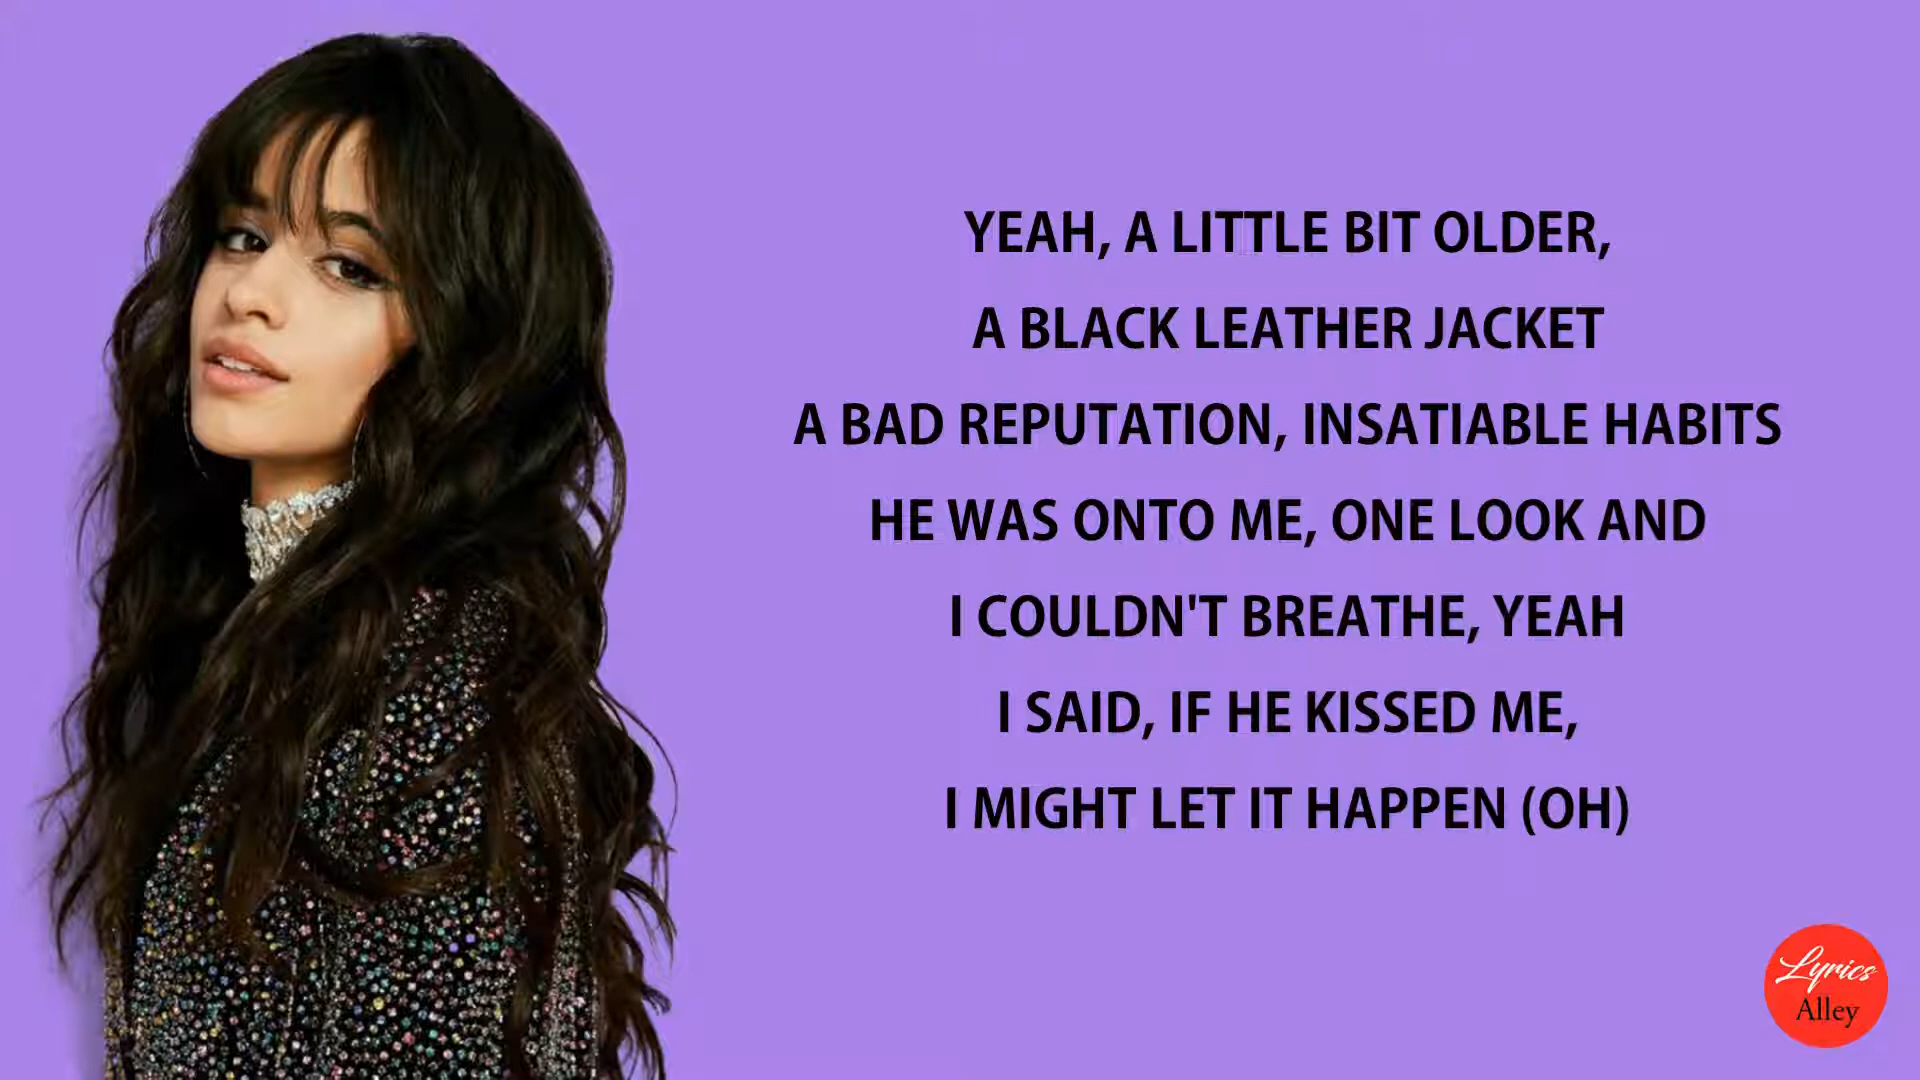 YEAH, A LITTLE BIT OLDER,
A BLACK LEATHER JACKET
A BAD REPUTATION, INSATIABLE HABITS
HE WAS ONTO ME, ONE LOOK AND
I COULDN'T BREATHE, YEAH
I SAID, IF HE KISSED ME,
I MIGHT LET IT HAPPEN (OH)
Lyrics
Alley